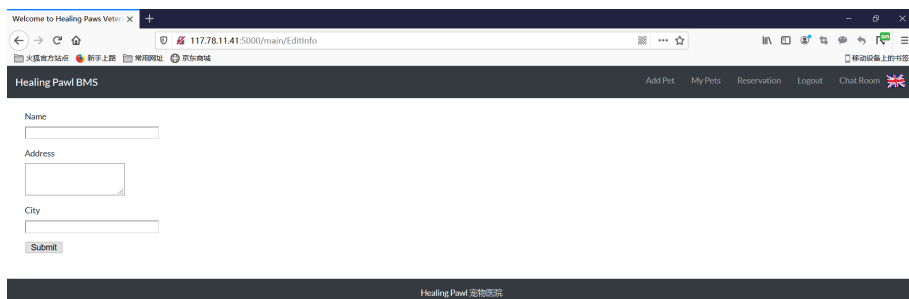 Welcome to Healing Paws Veteri
117.78.11.41:5000/main/EditInfo
火狐官方站点 新手上路 常用网址 京东商城 移动设备上的书签
Healing Pawl BMS Add Pet My Pets Reservation Logout Chat Room
Name
Address
City
Submit
Healing Pawl 宠物医院